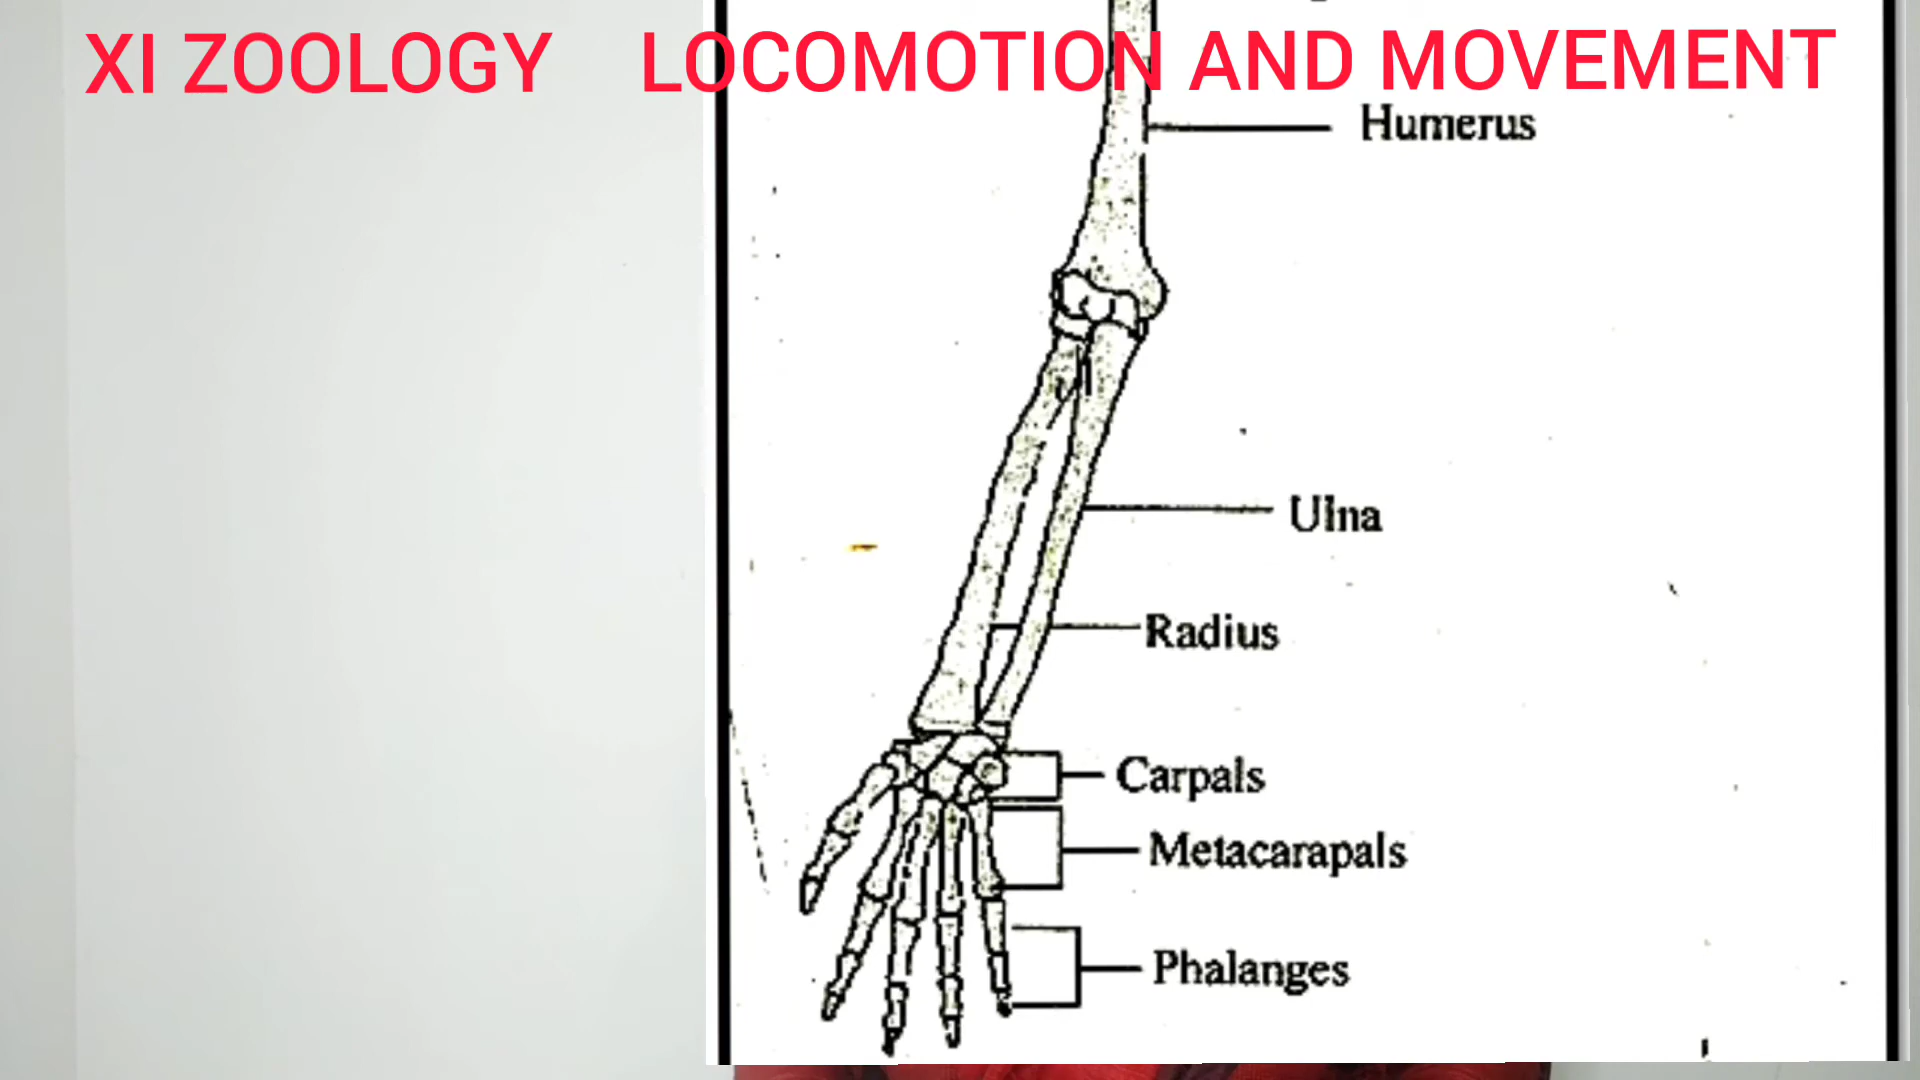 XI ZOOLOGY LOCOMOTION AND MOVEMENT
Humerus
Ulna
Radius
Carpals
Metacarapals
Phalanges